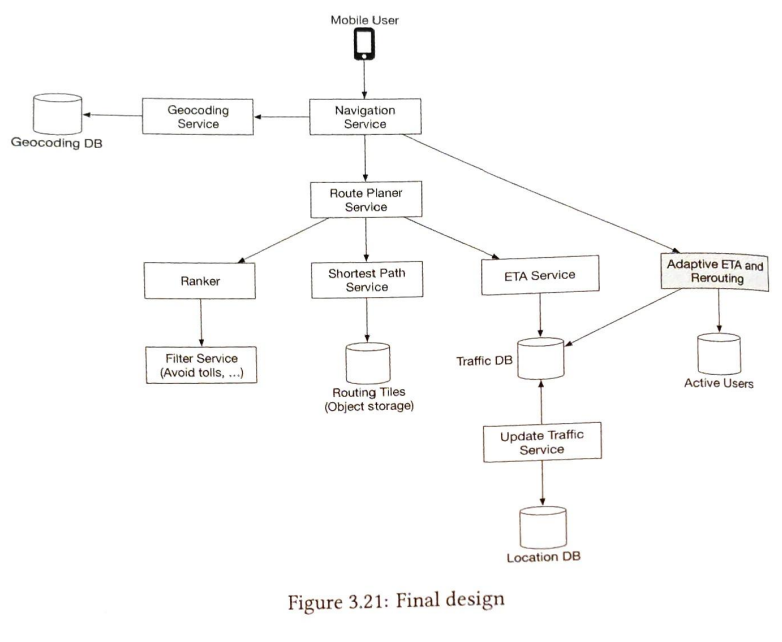 Mobile User
Geocoding
Service
Navigation
Service
Geocoding DB
Route Planer
Service
Ranker
Shortest Path
Service
ETA Service
Adaptive ETA and
Rerouting
Filter Service
(Avoid tolls, ...)
Routing Tiles
(Object storage)
Traffic DB
Active Users
Update Traffic
Service
Location DB
Figure 3.21: Final design